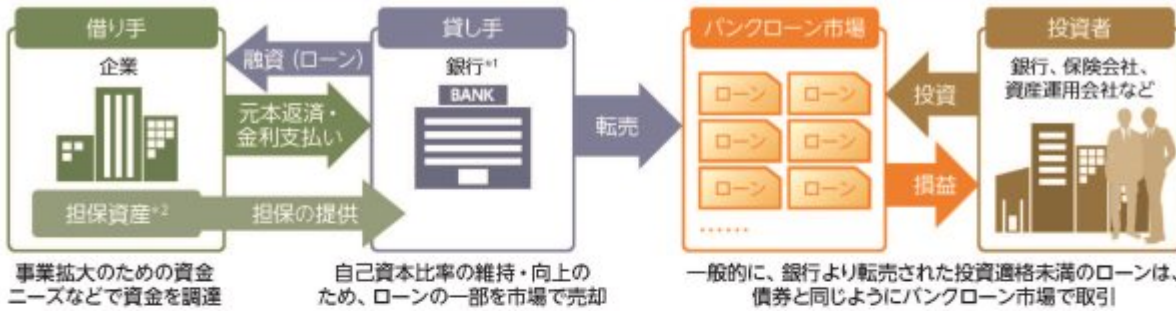 借り手
企業
担保資産*2
融資(ローン)
元本返済・
金利支払い
担保の提供
貸し手
銀行*1
BANK
転売
バンクローン市場
ローン
ローン
ローン
ローン
ローン
ローン
……
投資
損益
投資者
銀行、保険会社、
資産運用会社など
事業拡大のための資金
ニーズなどで資金を調達
自己資本比率の維持・向上の
ため、ローンの一部を市場で売却
一般的に、銀行より転売された投資適格未満のローンは、
債券と同じようにバンクローン市場で取引